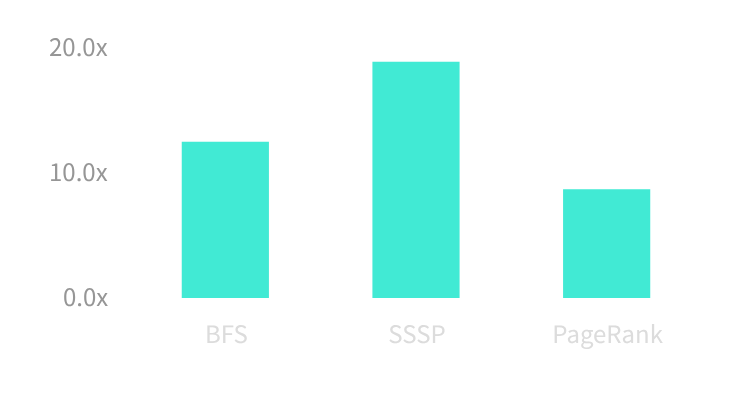 20.0x
10.0x
0.0x
BFS SSSP PageRank